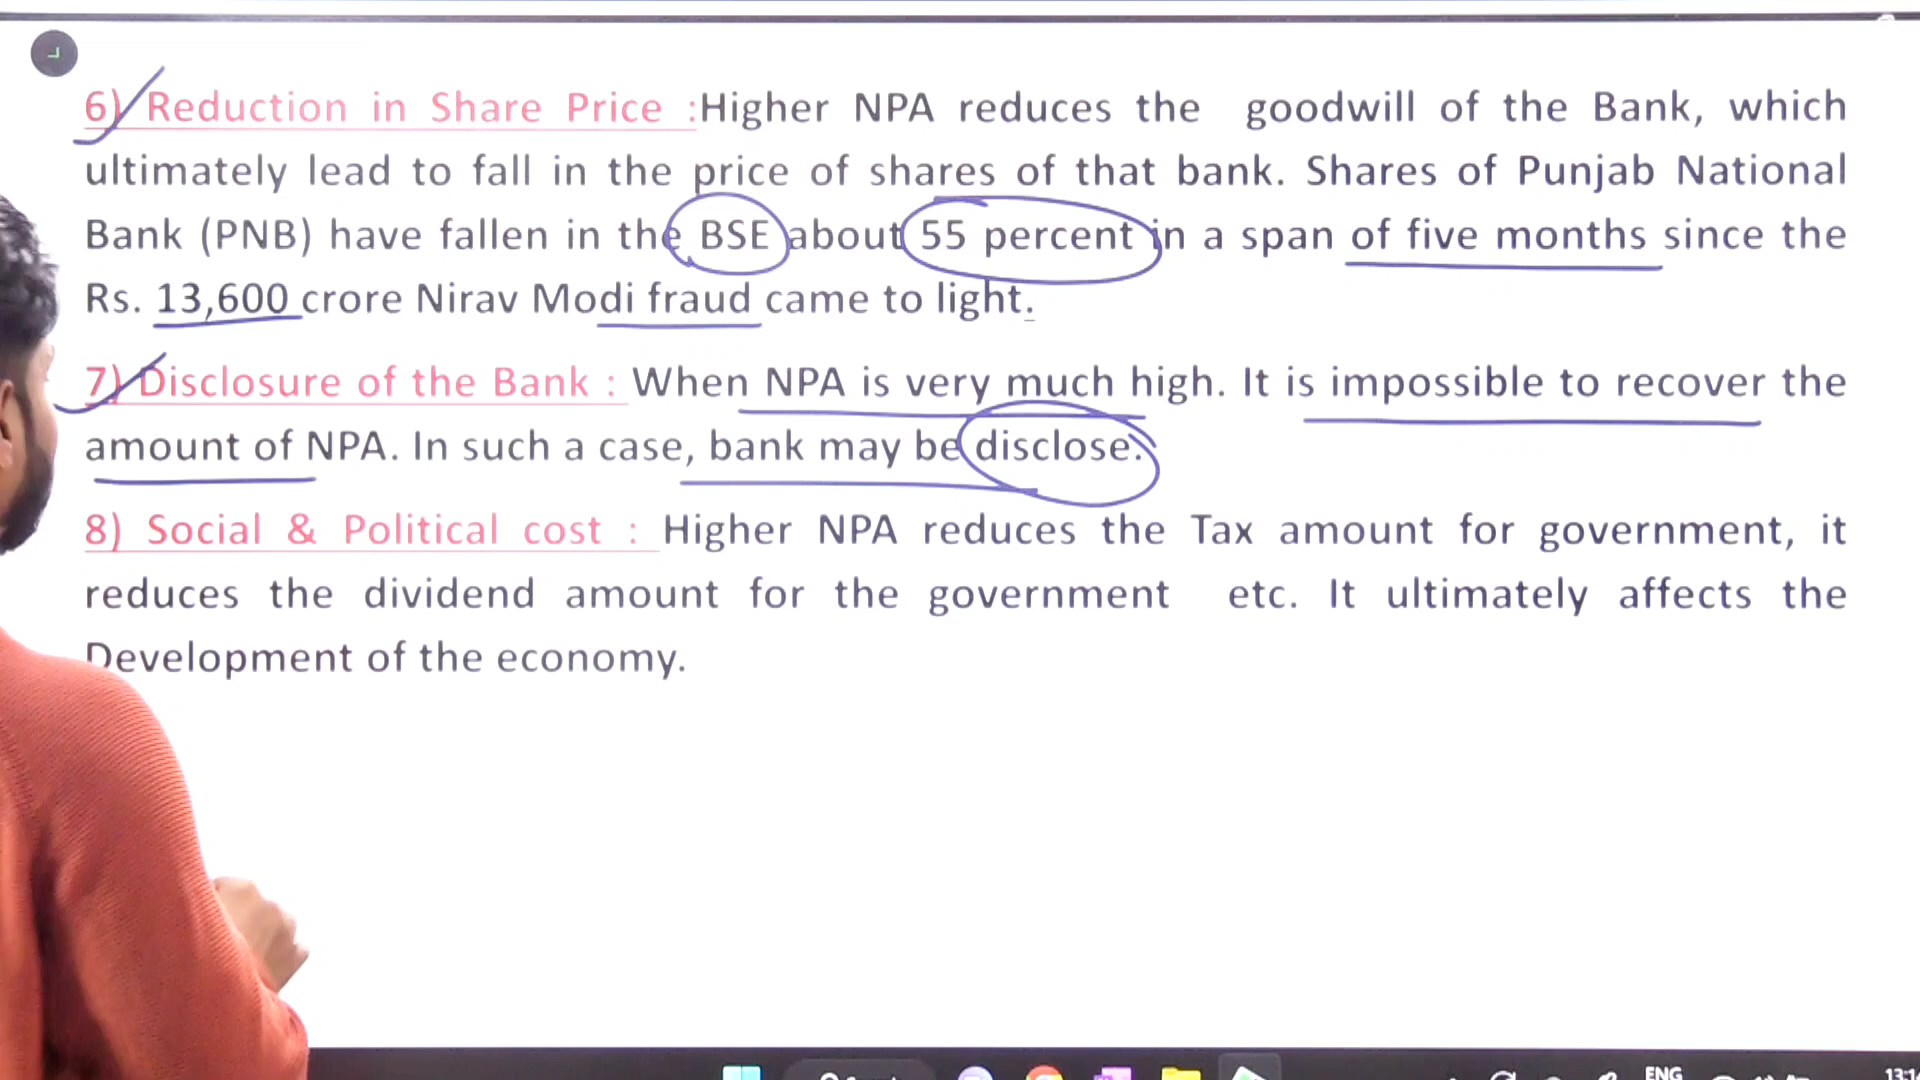 6) Reduction in Share Price :Higher NPA reduces the goodwill of the Bank, which
ultimately lead to fall in the price of shares of that bank. Shares of Punjab National
Bank (PNB) have fallen in the BSE about 55 percent in a span of five months since the
Rs. 13,600 crore Nirav Modi fraud came to light.
7) Disclosure of the Bank : When NPA is very much high. It is impossible to recover the
amount of NPA. In such a case, bank may be disclose.
8) Social & Political cost : Higher NPA reduces the Tax amount for government, it
reduces the dividend amount for the government etc. It ultimately affects the
Development of the economy.
ENG